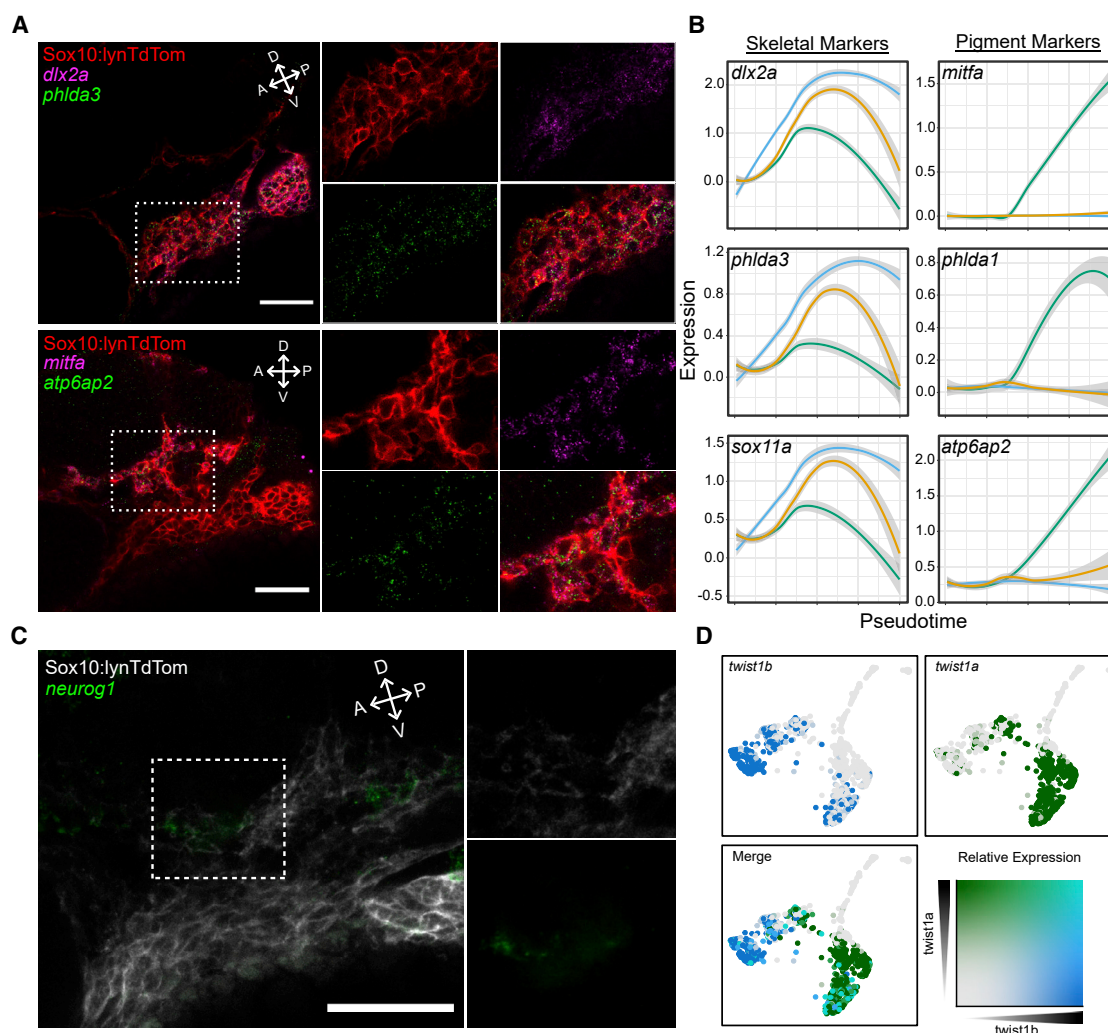 A
Sox10:lynTdTom
dlx2a
phlda3
D
A
P
V
Sox10:lynTdTom
mitfa
atp6ap2
D
A
P
V
B
Skeletal Markers
Pigment Markers
Expression
dlx2a
2.0
1.0
0.0
mitfa
1.5
1.0
0.5
0.0
phlda3
1.2
0.8
0.4
0.0
phlda1
0.8
0.6
0.4
0.2
0.0
sox11a
1.5
1.0
0.5
0.0
-0.5
atp6ap2
2.0
1.5
1.0
0.5
0.0
Pseudotime
C
Sox10:lynTdTom
neurog1
D
A
P
V
D
twist1b
twist1a
Merge
Relative Expression
twist1a
twist1b